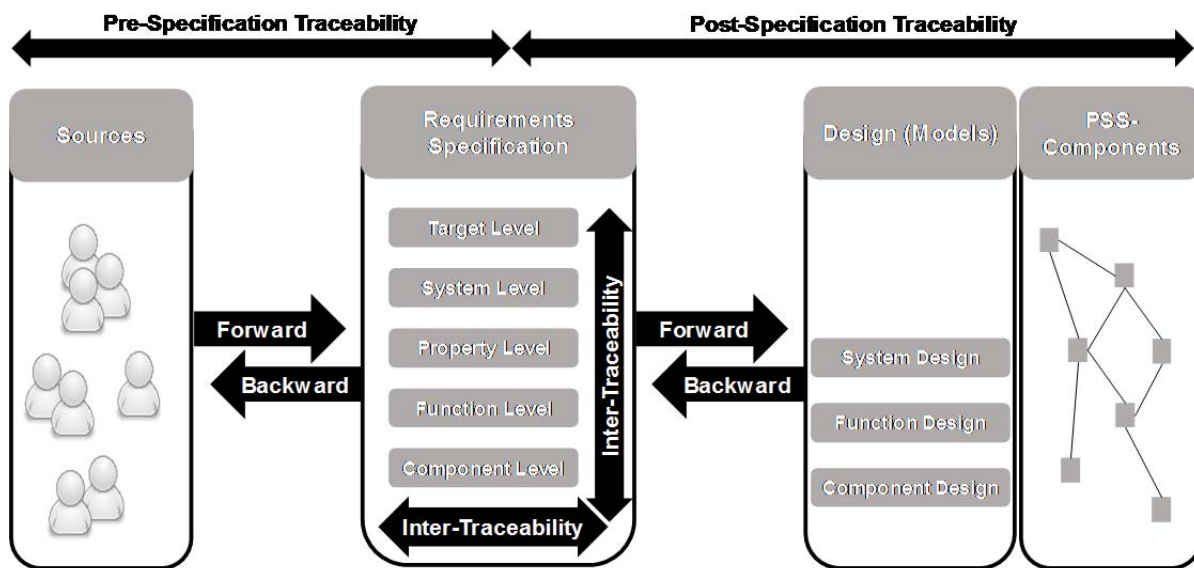 Pre-Specification Traceability
Post-Specification Traceability
Sources
Requirements
Specification
Design (Models)
PSS-
Components
Target Level
System Level
Property Level
Function Level
Component Level
Inter-Traceability
Inter-Traceability
Forward
Backward
Forward
Backward
System Design
Function Design
Component Design